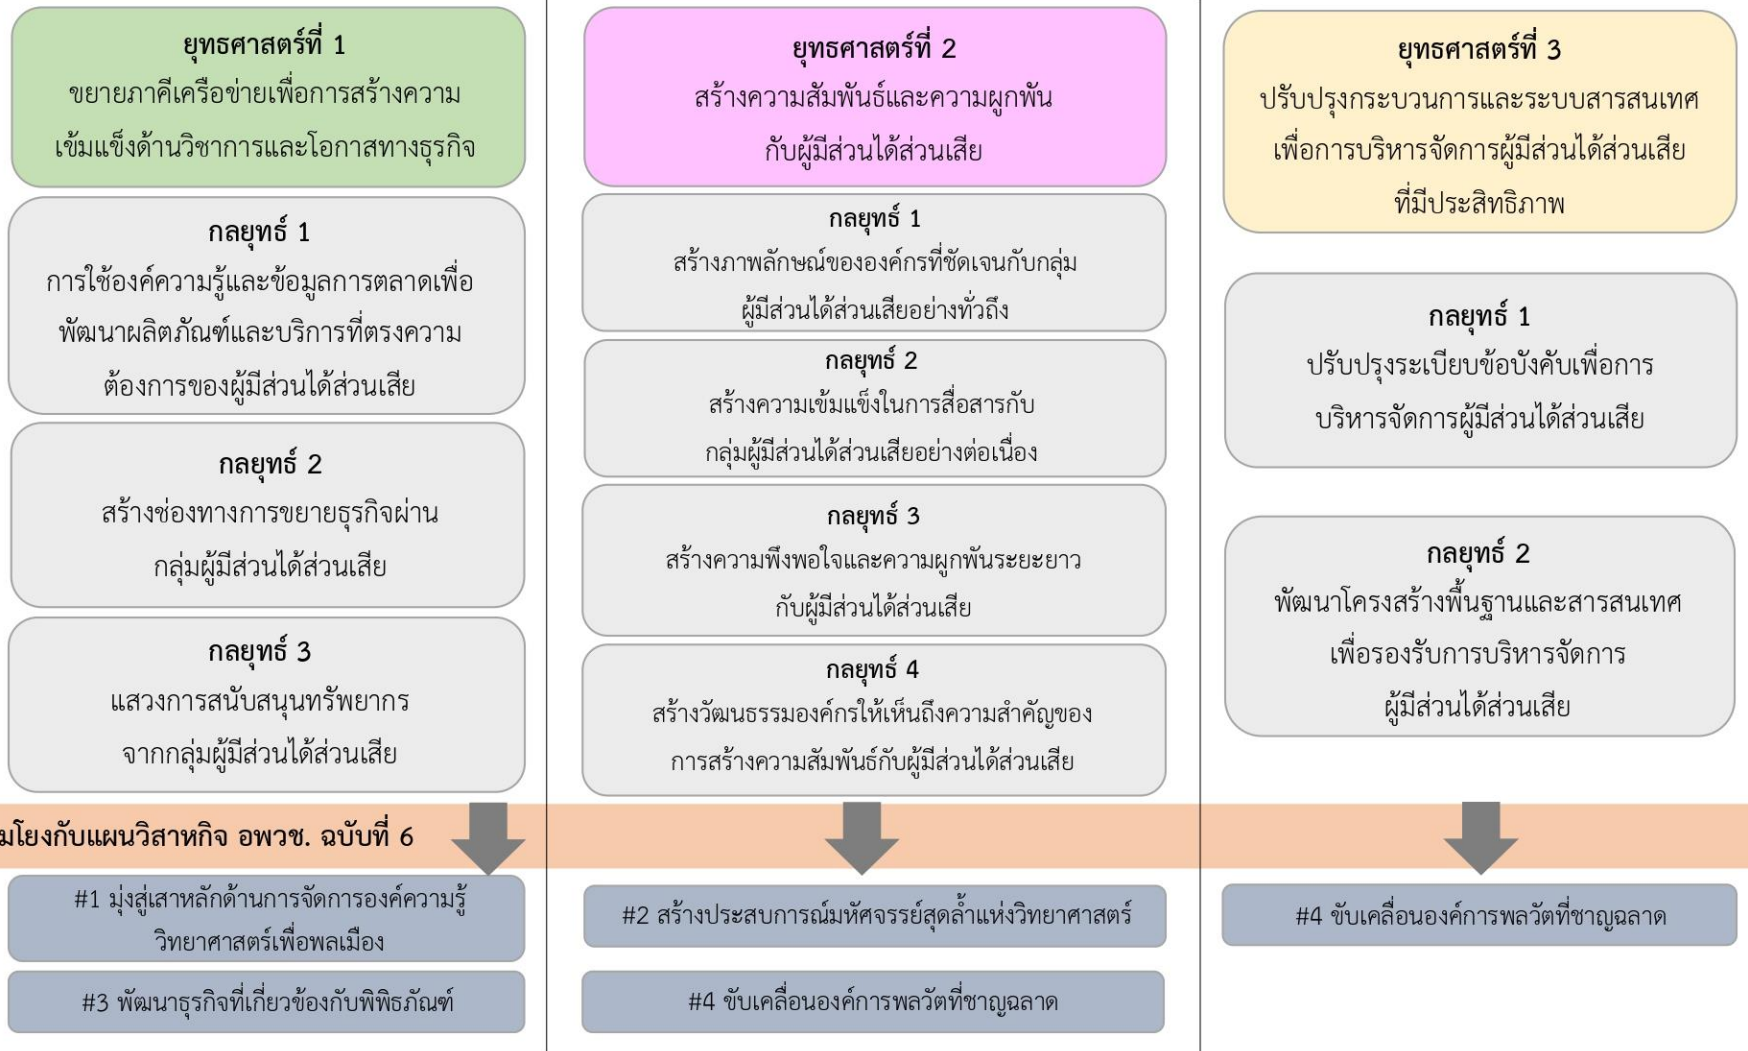 ยุทธศาสตร์ที่ 1
ขยายภาคีเครือข่ายเพื่อการสร้างความ
เข้มแข็งด้านวิชาการและโอกาสทางธุรกิจ
กลยุทธ์ 1
การใช้องค์ความรู้และข้อมูลการตลาดเพื่อ
พัฒนาผลิตภัณฑ์และบริการที่ตรงความ
ต้องการของผู้มีส่วนได้ส่วนเสีย
กลยุทธ์ 2
สร้างช่องทางการขยายธุรกิจผ่าน
กลุ่มผู้มีส่วนได้ส่วนเสีย
กลยุทธ์ 3
แสวงการสนับสนุนทรัพยากร
จากกลุ่มผู้มีส่วนได้ส่วนเสีย
ยุทธศาสตร์ที่ 2
สร้างความสัมพันธ์และความผูกพัน
กับผู้มีส่วนได้ส่วนเสีย
กลยุทธ์ 1
สร้างภาพลักษณ์ขององค์กรที่ชัดเจนกับกลุ่ม
ผู้มีส่วนได้ส่วนเสียอย่างทั่วถึง
กลยุทธ์ 2
สร้างความเข้มแข็งในการสื่อสารกับ
กลุ่มผู้มีส่วนได้ส่วนเสียอย่างต่อเนื่อง
กลยุทธ์ 3
สร้างความพึงพอใจและความผูกพันระยะยาว
กับผู้มีส่วนได้ส่วนเสีย
กลยุทธ์ 4
สร้างวัฒนธรรมองค์กรให้เห็นถึงความสำคัญของ
การสร้างความสัมพันธ์กับผู้มีส่วนได้ส่วนเสีย
ยุทธศาสตร์ที่ 3
ปรับปรุงกระบวนการและระบบสารสนเทศ
เพื่อการบริหารจัดการผู้มีส่วนได้ส่วนเสีย
ที่มีประสิทธิภาพ
กลยุทธ์ 1
ปรับปรุงระเบียบข้อบังคับเพื่อการ
บริหารจัดการผู้มีส่วนได้ส่วนเสีย
กลยุทธ์ 2
พัฒนาโครงสร้างพื้นฐานและสารสนเทศ
เพื่อรองรับการบริหารจัดการ
ผู้มีส่วนได้ส่วนเสีย
มโยงกับแผนวิสาหกิจ อพวช. ฉบับที่ 6
#1 มุ่งสู่เสาหลักด้านการจัดการองค์ความรู้
วิทยาศาสตร์เพื่อพลเมือง
#3 พัฒนาธุรกิจที่เกี่ยวข้องกับพิพิธภัณฑ์
#2 สร้างประสบการณ์มหัศจรรย์สุดล้ำแห่งวิทยาศาสตร์
#4 ขับเคลื่อนองค์การพลวัตที่ชาญฉลาด
#4 ขับเคลื่อนองค์การพลวัตที่ชาญฉลาด